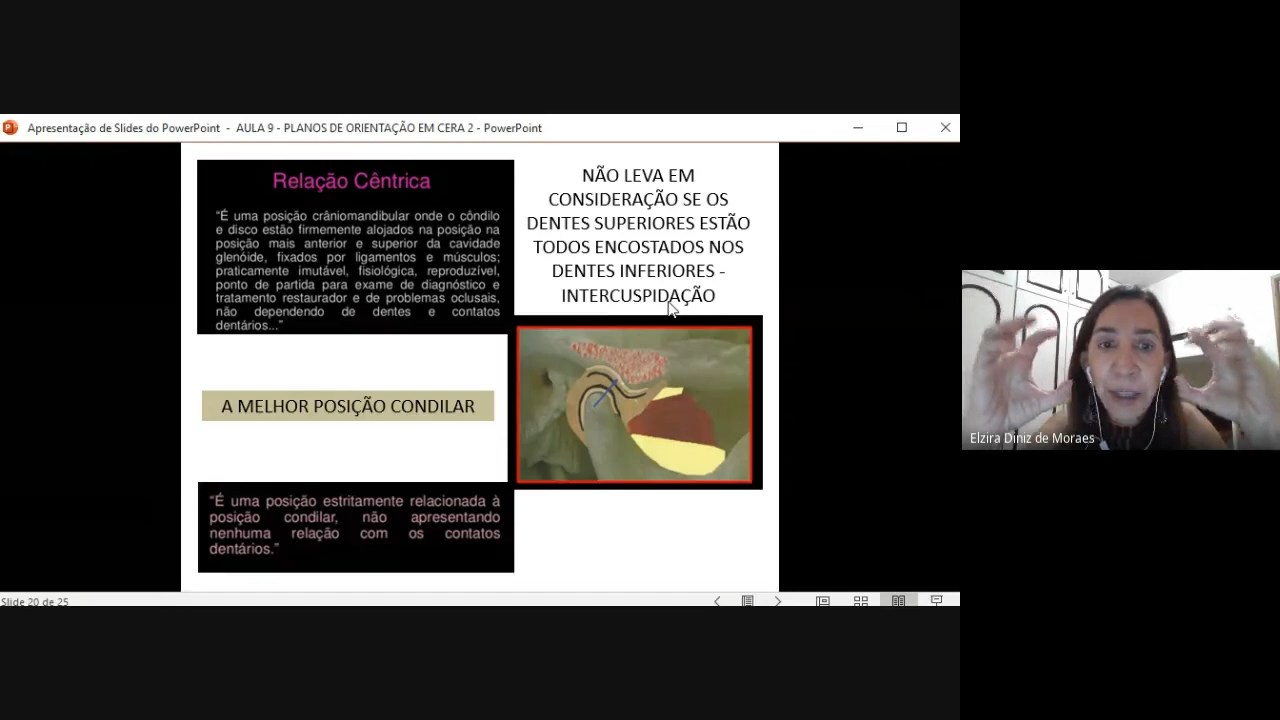 Apresentação de Slides do PowerPoint - AULA 9 - PLANOS DE ORIENTAÇÃO EM CERA 2 - PowerPoint
Relação Cêntrica
"É uma posição crâniomandibular onde o côndilo
e disco estão firmemente alojados na posição na
posição mais anterior e superior da cavidade
glenóide, fixados por ligamentos e músculos;
praticamente imutável, fisiológica, reproduzível,
ponto de partida para exame de diagnóstico e
tratamento restaurador e de problemas oclusais,
não dependendo de dentes e contatos
dentários..."
NÃO LEVA EM
CONSIDERAÇÃO SE OS
DENTES SUPERIORES ESTÃO
TODOS ENCOSTADOS NOS
DENTES INFERIORES -
INTERCUSPIDAÇÃO
A MELHOR POSIÇÃO CONDILAR
"É uma posição estritamente relacionada à
posição condilar, não apresentando
nenhuma relação com os contatos
dentários."
Slide 20 de 25
Elzira Diniz de Moraes